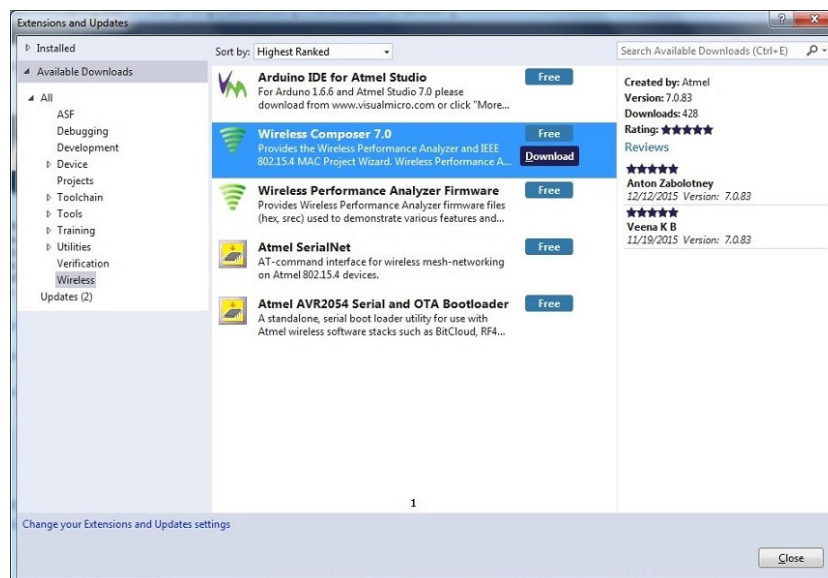 Extensions and Updates
Installed
Available Downloads
All
ASF
Debugging
Development
Device
Projects
Toolchain
Tools
Training
Utilities
Verification
Wireless
Updates (2)
Sort by: Highest Ranked
Arduino IDE for Atmel Studio
Free
For Arduino 1.6.6 and Atmel Studio 7.0 please
download from www.visualmicro.com or click "More...
Wireless Composer 7.0
Free
Provides the Wireless Performance Analyzer and IEEE
802.15.4 MAC Project Wizard. Wireless Performance A...
Download
Wireless Performance Analyzer Firmware
Free
Provides Wireless Performance Analyzer firmware files
(hex, srec) used to demonstrate various features and...
Atmel SerialNet
Free
AT-command interface for wireless mesh-networking
on Atmel 802.15.4 devices.
Atmel AVR2054 Serial and OTA Bootloader
Free
A standalone, serial boot loader utility for use with
Atmel wireless software stacks such as BitCloud, RF4...
1
Search Available Downloads (Ctrl+E)
Created by: Atmel
Version: 7.0.83
Downloads: 428
Rating: ★★★★★
Reviews
★★★★★
Anton Zabolotney
12/12/2015 Version: 7.0.83
★★★★★
Veena K B
11/19/2015 Version: 7.0.83
Change your Extensions and Updates settings
Close